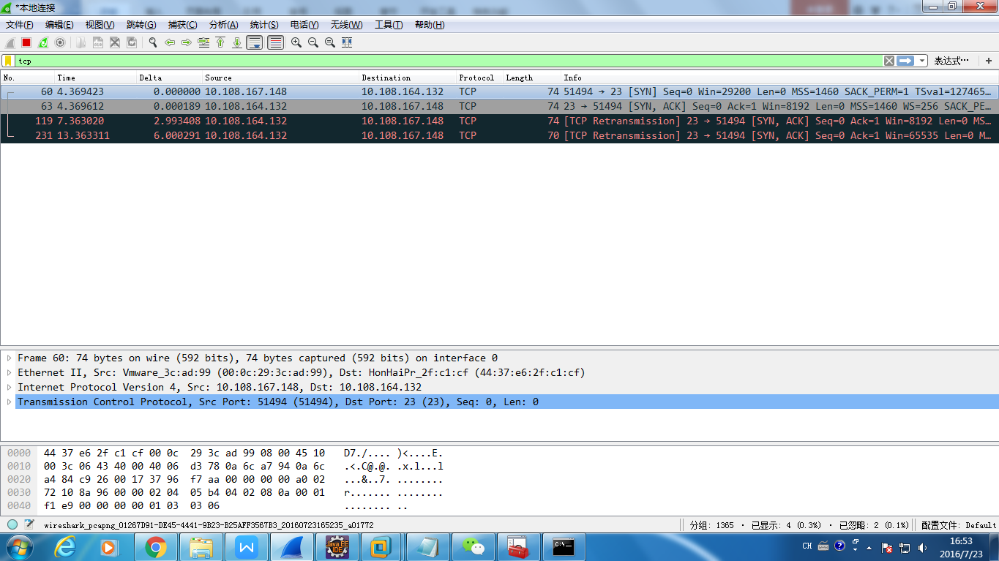 *本地连接
文件(F) 编辑(E) 视图(V) 跳转(G) 捕获(C) 分析(A) 统计(S) 电话(Y) 无线(W) 工具(T) 帮助(H)
tcp 表达式… +
No. Time Delta Source Destination Protocol Length Info
60 4.369423 0.000000 10.108.167.148 10.108.164.132 TCP 74 51494 → 23 [SYN] Seq=0 Win=29200 Len=0 MSS=1460 SACK_PERM=1 TSval=127465…
63 4.369612 0.000189 10.108.164.132 10.108.167.148 TCP 74 23 → 51494 [SYN, ACK] Seq=0 Ack=1 Win=8192 Len=0 MSS=1460 WS=256 SACK_PE…
119 7.363020 2.993408 10.108.164.132 10.108.167.148 TCP 74 [TCP Retransmission] 23 → 51494 [SYN, ACK] Seq=0 Ack=1 Win=8192 Len=0 MS…
231 13.363311 6.000291 10.108.164.132 10.108.167.148 TCP 70 [TCP Retransmission] 23 → 51494 [SYN, ACK] Seq=0 Ack=1 Win=65535 Len=0 M…
Frame 60: 74 bytes on wire (592 bits), 74 bytes captured (592 bits) on interface 0
Ethernet II, Src: Vmware_3c:ad:99 (00:0c:29:3c:ad:99), Dst: HonHaiPr_2f:c1:cf (44:37:e6:2f:c1:cf)
Internet Protocol Version 4, Src: 10.108.167.148, Dst: 10.108.164.132
Transmission Control Protocol, Src Port: 51494 (51494), Dst Port: 23 (23), Seq: 0, Len: 0
0000 44 37 e6 2f c1 cf 00 0c 29 3c ad 99 08 00 45 10 D7./.... )<....E.
0010 00 3c 06 43 40 00 40 06 d3 78 0a 6c a7 94 0a 6c .<.C@.@. .x.l...l
0020 a4 84 c9 26 00 17 37 96 f7 aa 00 00 00 00 a0 02 ...&..7. ........
0030 72 10 8a 96 00 00 02 04 05 b4 04 02 08 0a 00 01 r....... ........
0040 f1 e9 00 00 00 00 01 03 03 06 ........ ..
wireshark_pcapng_01267D91-DE45-4441-9B23-B25AFF3567B3_20160723165235_a01772 分组: 1365 · 已显示: 4 (0.3%) · 已忽略: 2 (0.1%) 配置文件: Default
W Java EE IDE C:\_ CH 16:53
2016/7/23